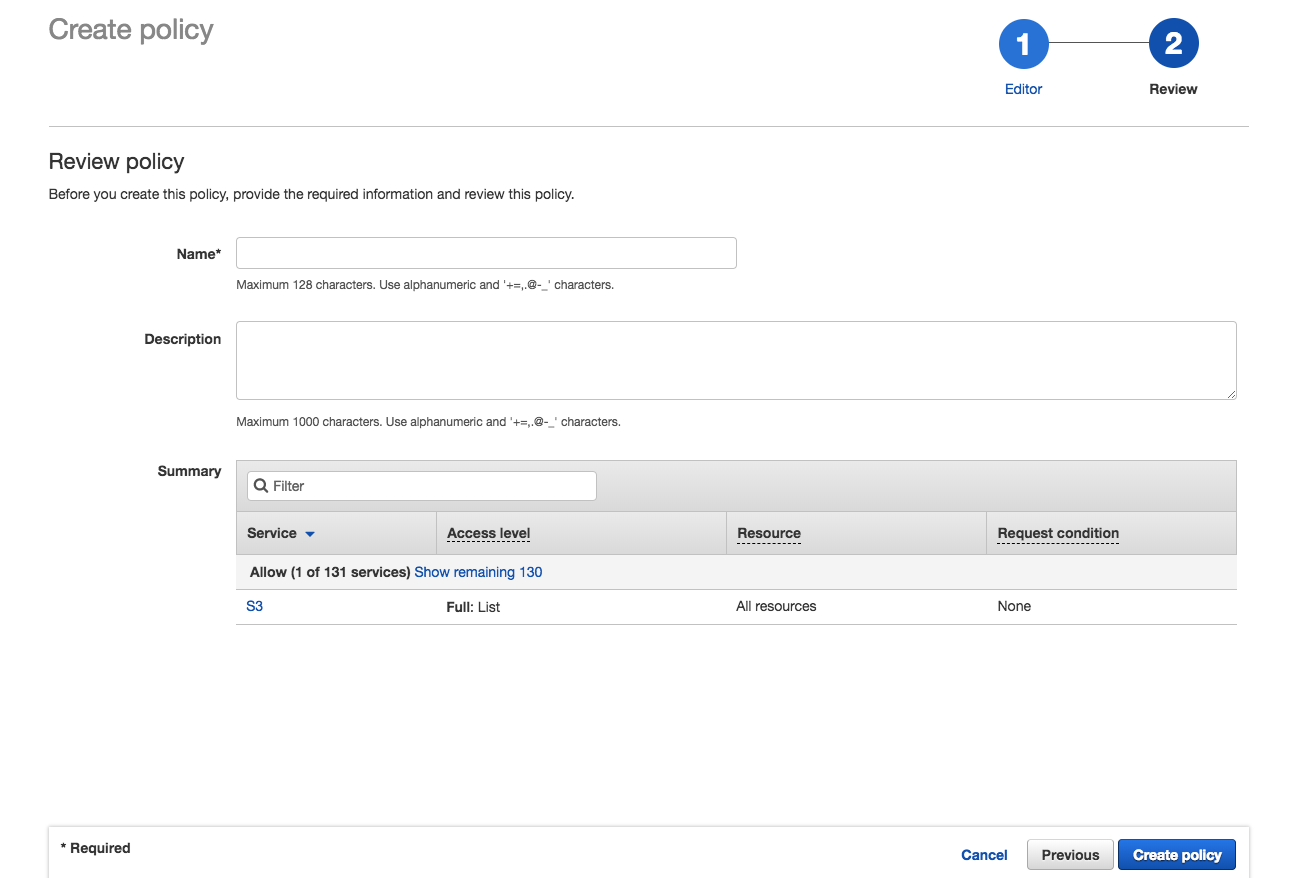 Create policy
1
2
Editor
Review
Review policy
Before you create this policy, provide the required information and review this policy.
Name*
Maximum 128 characters. Use alphanumeric and '+=,.@-_' characters.
Description
Maximum 1000 characters. Use alphanumeric and '+=,.@-_' characters.
Summary
Filter
Service Access level Resource Request condition
Allow (1 of 131 services) Show remaining 130
S3 Full: List All resources None
* Required
Cancel Previous Create policy